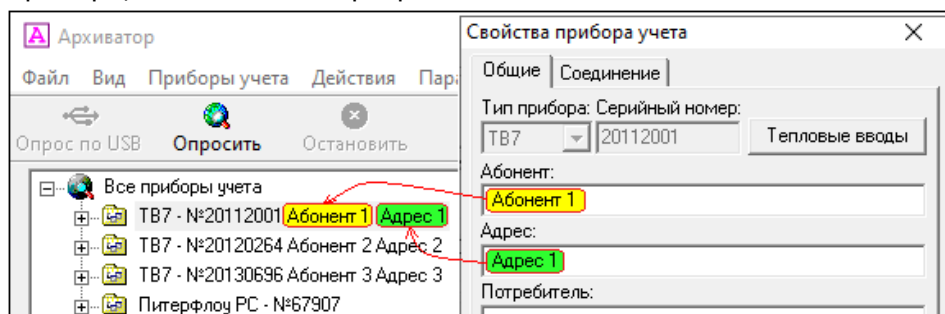 Архиватор
Файл Вид Приборы учета Действия
Опрос по USB Опросить Остановить
Все приборы учета
ТВ7 - №20112001 Абонент 1 Адрес 1
ТВ7 - №20120264 Абонент 2 Адрес 2
ТВ7 - №20130696 Абонент 3 Адрес 3
Питерфлоу РС - №67907
Свойства прибора учета
Общие Соединение
Тип прибора: Серийный номер:
ТВ7 20112001 Тепловые вводы
Абонент:
Абонент 1
Адрес:
Адрес 1
Потребитель: